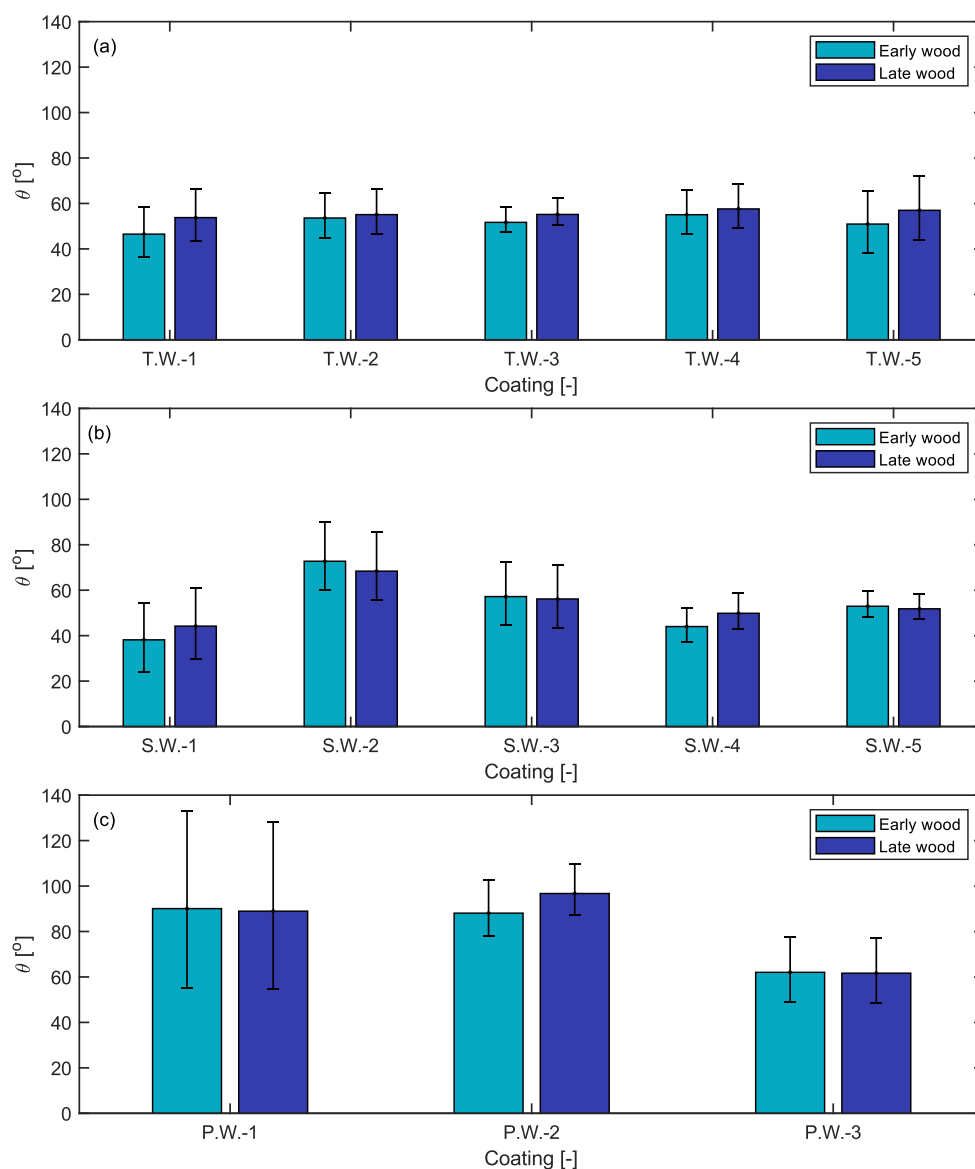 140
(a)
Early wood
120
Late wood
100
θ [°]
80
60
40
20
0
T.W.-1 T.W.-2 T.W.-3 T.W.-4 T.W.-5
Coating [-]
140
(b)
Early wood
120
Late wood
100
θ [°]
80
60
40
20
0
S.W.-1 S.W.-2 S.W.-3 S.W.-4 S.W.-5
Coating [-]
140
(c)
Early wood
120
Late wood
100
θ [°]
80
60
40
20
0
P.W.-1 P.W.-2 P.W.-3
Coating [-]